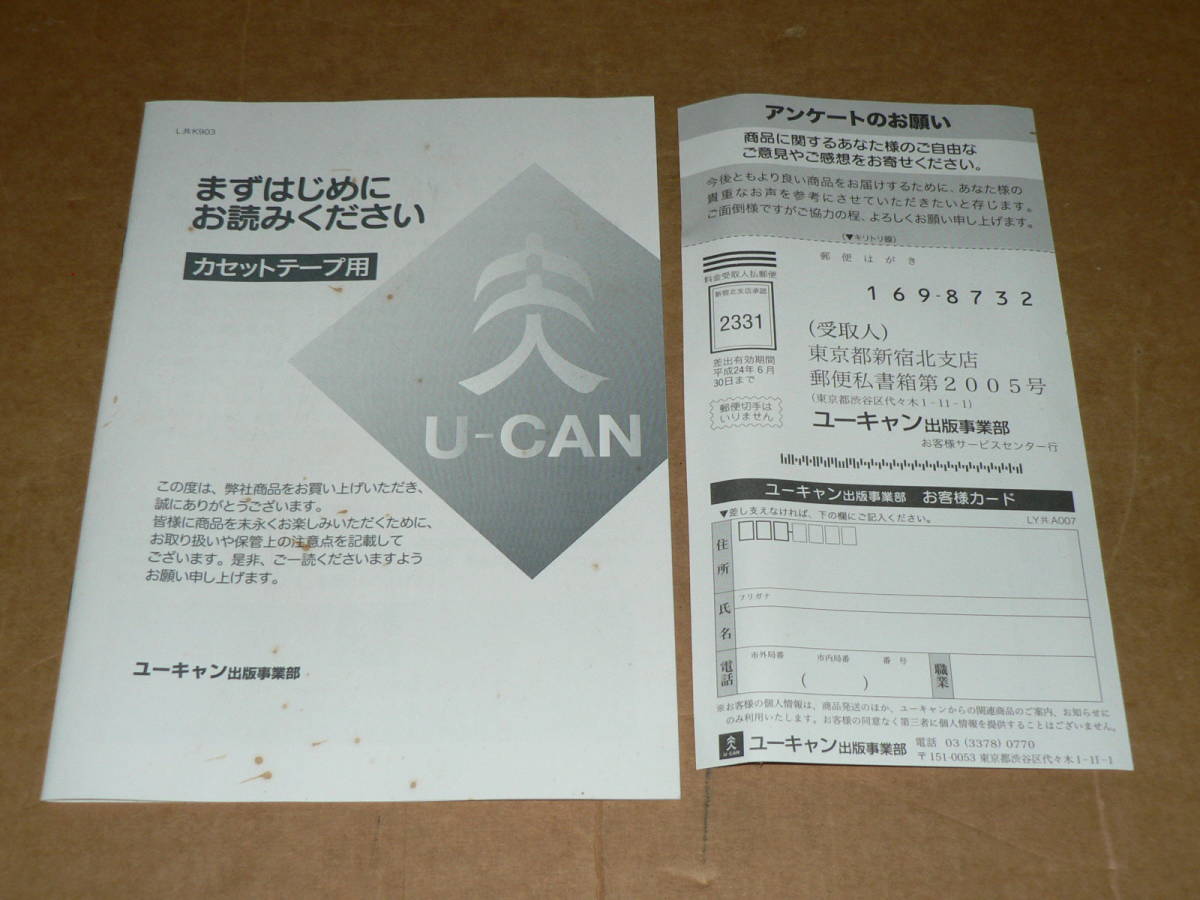 L共K903
まずはじめに
お読みください
カセットテープ用
U-CAN
この度は、弊社商品をお買い上げいただき、
誠にありがとうございます。
皆様に商品を末永くお楽しみいただくために、
お取り扱いや保管上の注意点を記載して
ございます。是非、ご一読くださいますよう
お願い申し上げます。
ユーキャン出版事業部
アンケートのお願い
商品に関するあなた様のご自由な
ご意見やご感想をお寄せください。
今後ともより良い商品をお届けするために、あなた様の
貴重なお声を参考にさせていただきたいと存じます。
ご面倒様ですがご協力の程、よろしくお願い申し上げます。
(▼キリトリ線)
郵便はがき
料金受取人払郵便
新宿北支店承認
2331
差出有効期間
平成24年6月
30日まで
郵便切手は
いりません
169-8732
(受取人)
東京都新宿北支店
郵便私書箱第2005号
(東京都渋谷区代々木1-11-1)
ユーキャン出版事業部
お客様サービスセンター行
ユーキャン出版事業部 お客様カード
▼差し支えなければ、下の欄にご記入ください。
LY共A007
住所
フリガナ
氏名
電話
市外局番 市内局番 番号
( )
職業
※お客様の個人情報は、商品発送のほか、ユーキャンからの関連商品のご案内、お知らせに
のみ利用いたします。お客様の同意なく第三者に個人情報を提供することはございません。
U-CAN
ユーキャン出版事業部 電話 03(3378)0770
〒151-0053 東京都渋谷区代々木1-11-1